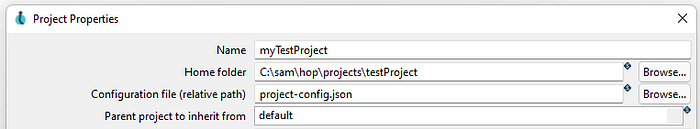 Project Properties
Name myTestProject
Home folder C:\sam\hop\projects\testProject Browse...
Configuration file (relative path) project-config.json Browse...
Parent project to inherit from default